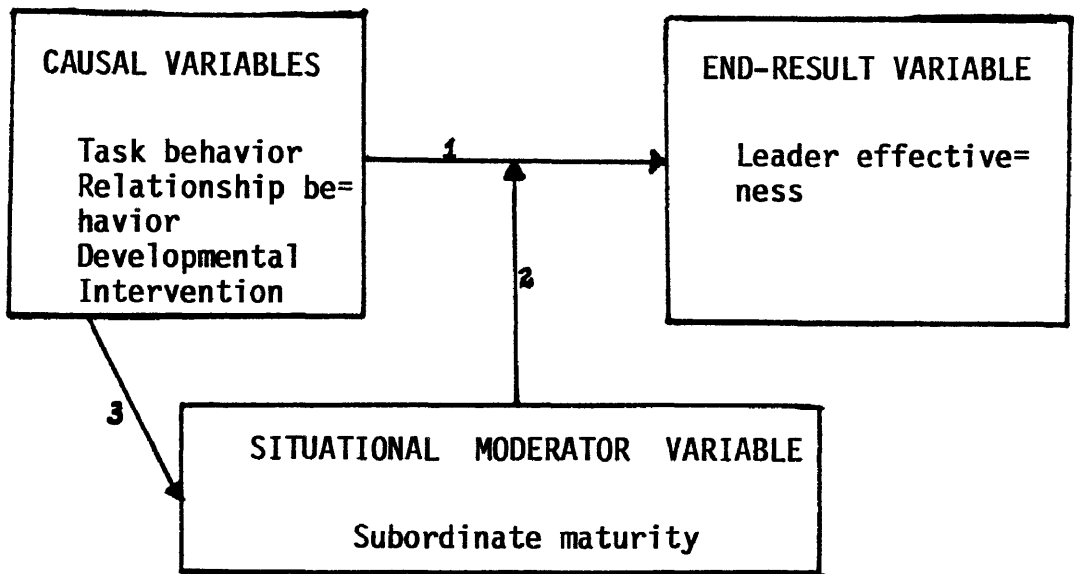 CAUSAL VARIABLES
Task behavior
Relationship be=
havior
Developmental
Intervention
1
END-RESULT VARIABLE
Leader effective=
ness
2
3
SITUATIONAL MODERATOR VARIABLE
Subordinate maturity